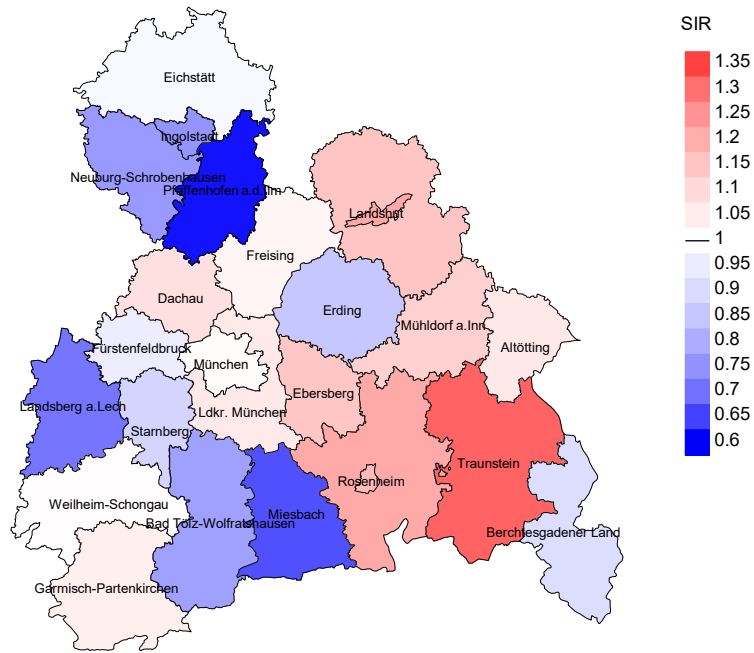 SIR
1.35
1.3
1.25
1.2
1.15
1.1
1.05
1
0.95
0.9
0.85
0.8
0.75
0.7
0.65
0.6
Eichstätt
Ingolstadt
Neuburg-Schrobenhausen
Pfaffenhofen a.d.Ilm
Landshut
Freising
Dachau
Erding
Mühldorf a.Inn
Altötting
Fürstenfeldbruck
München
Ebersberg
Landsberg a.Lech
Ldkr. München
Starnberg
Traunstein
Rosenheim
Weilheim-Schongau
Miesbach
Bad Tölz-Wolfratshausen
Berchtesgadener Land
Garmisch-Partenkirchen